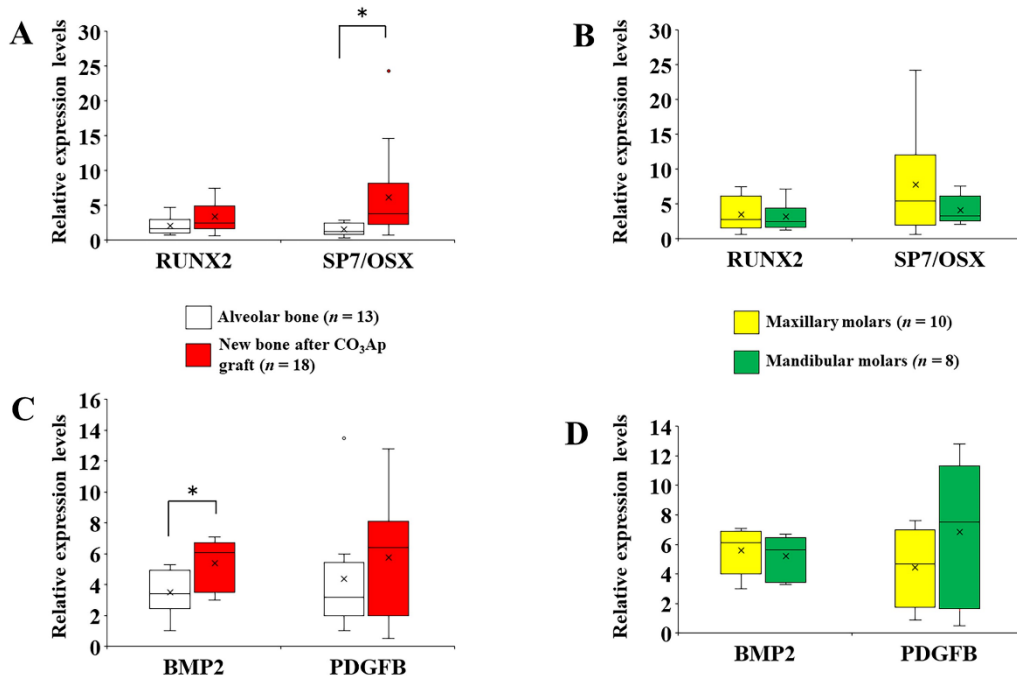 A
Relative expression levels
30
25
20
15
10
5
0
*
RUNX2
SP7/OSX
Alveolar bone (n = 13)
New bone after CO₃Ap
graft (n = 18)
B
Relative expression levels
30
25
20
15
10
5
0
RUNX2
SP7/OSX
Maxillary molars (n = 10)
Mandibular molars (n = 8)
C
Relative expression levels
16
14
12
10
8
6
4
2
0
*
BMP2
PDGFB
D
Relative expression levels
14
12
10
8
6
4
2
0
BMP2
PDGFB